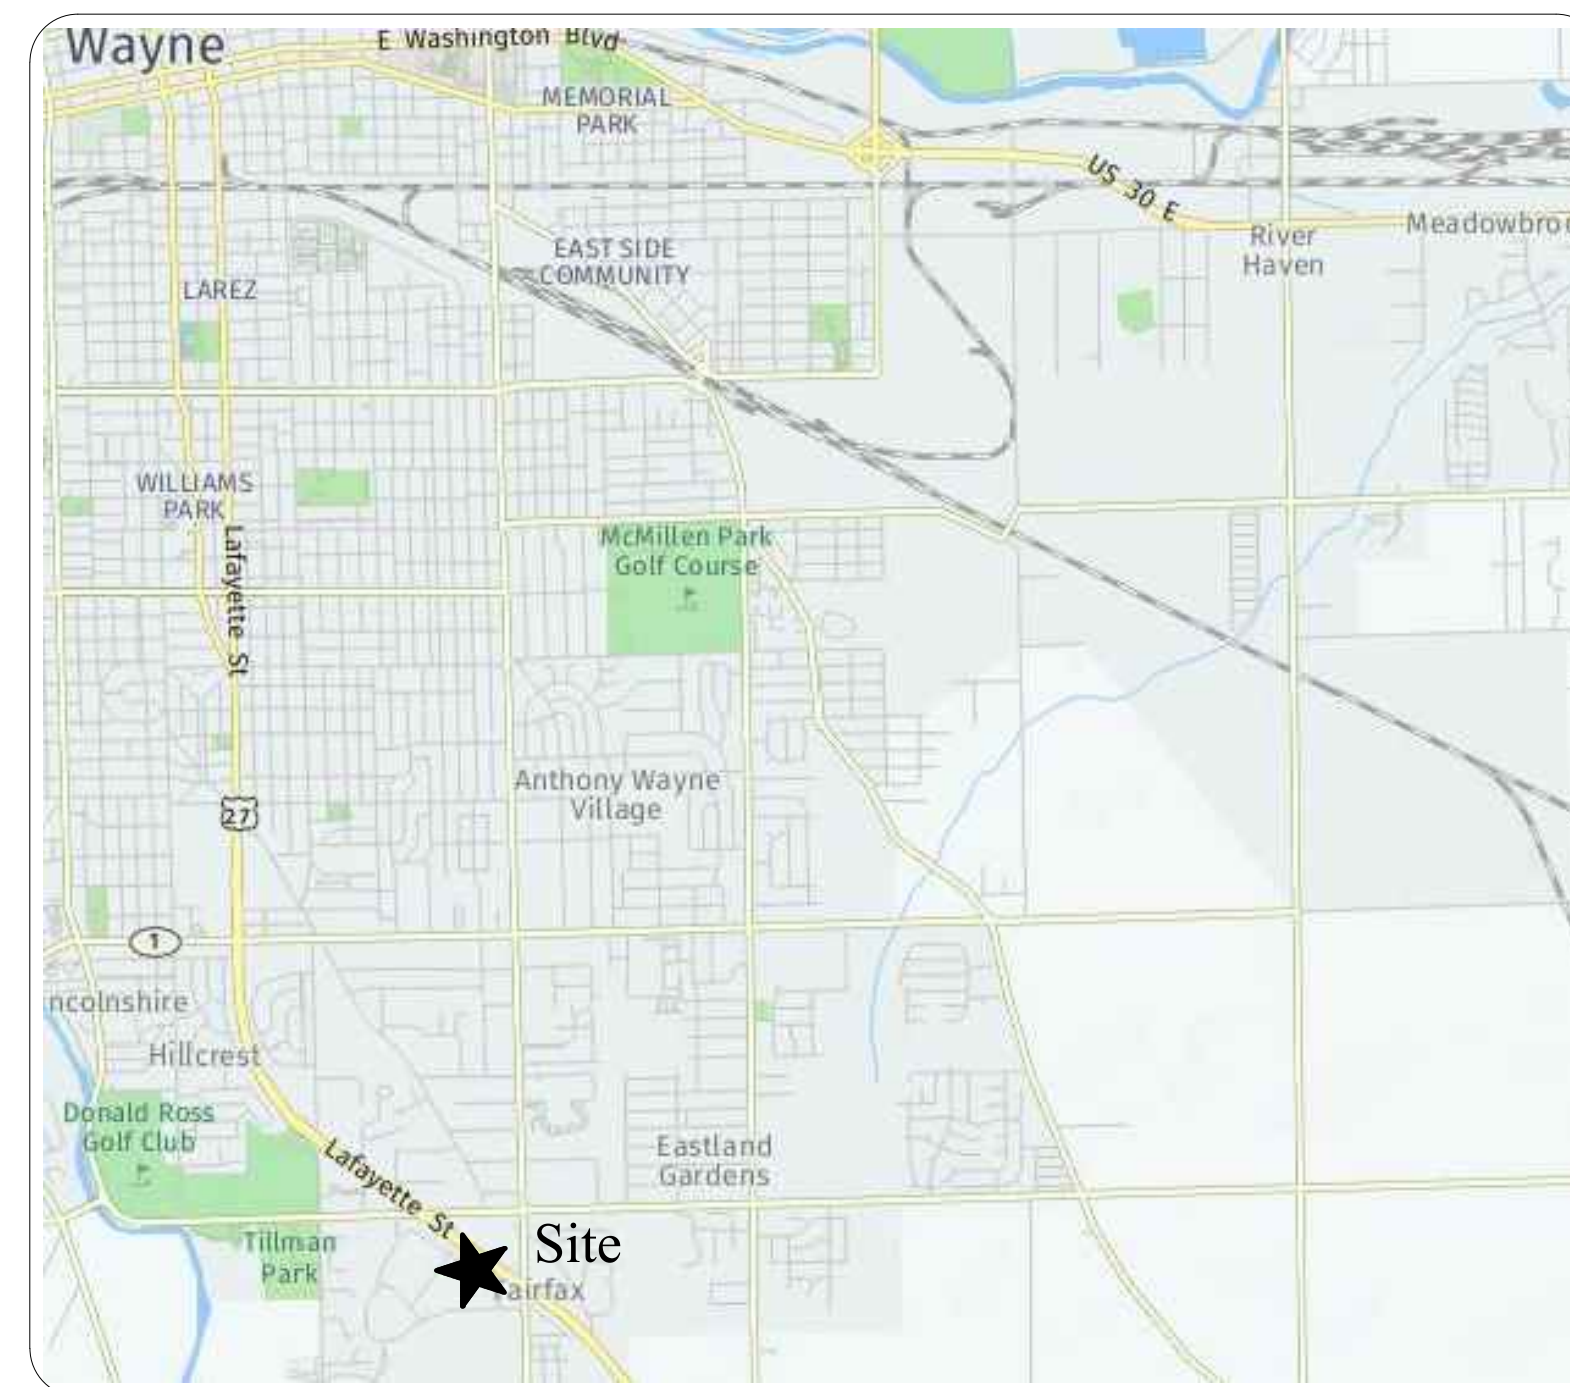 Wayne
E Washington Blvd
MEMORIAL
PARK
US 30 E
River
Haven
Meadowbroo
EAST SIDE
COMMUNITY
LAREZ
WILLIAMS
PARK
Lafayette St
McMillen Park
Golf Course
Anthony Wayne
Village
27
1
ncolnshire
Hillcrest
Donald Ross
Golf Club
Lafayette St
Eastland
Gardens
Tillman
Park
Site
Fairfax